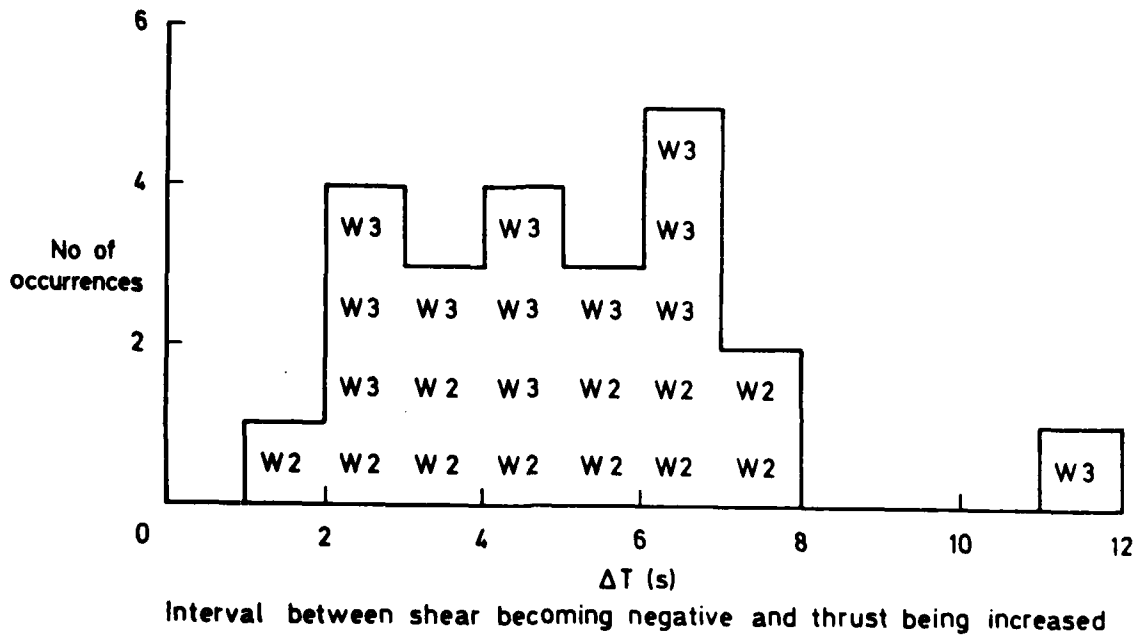 6
W3
4
W3 W3 W3
No of
occurrences
W3 W3 W3 W3 W3
2
W3 W2 W3 W2 W2 W2
W2 W2 W2 W2 W2 W2 W2 W3
0 2 4 6 8 10 12
ΔT (s)
Interval between shear becoming negative and thrust being increased